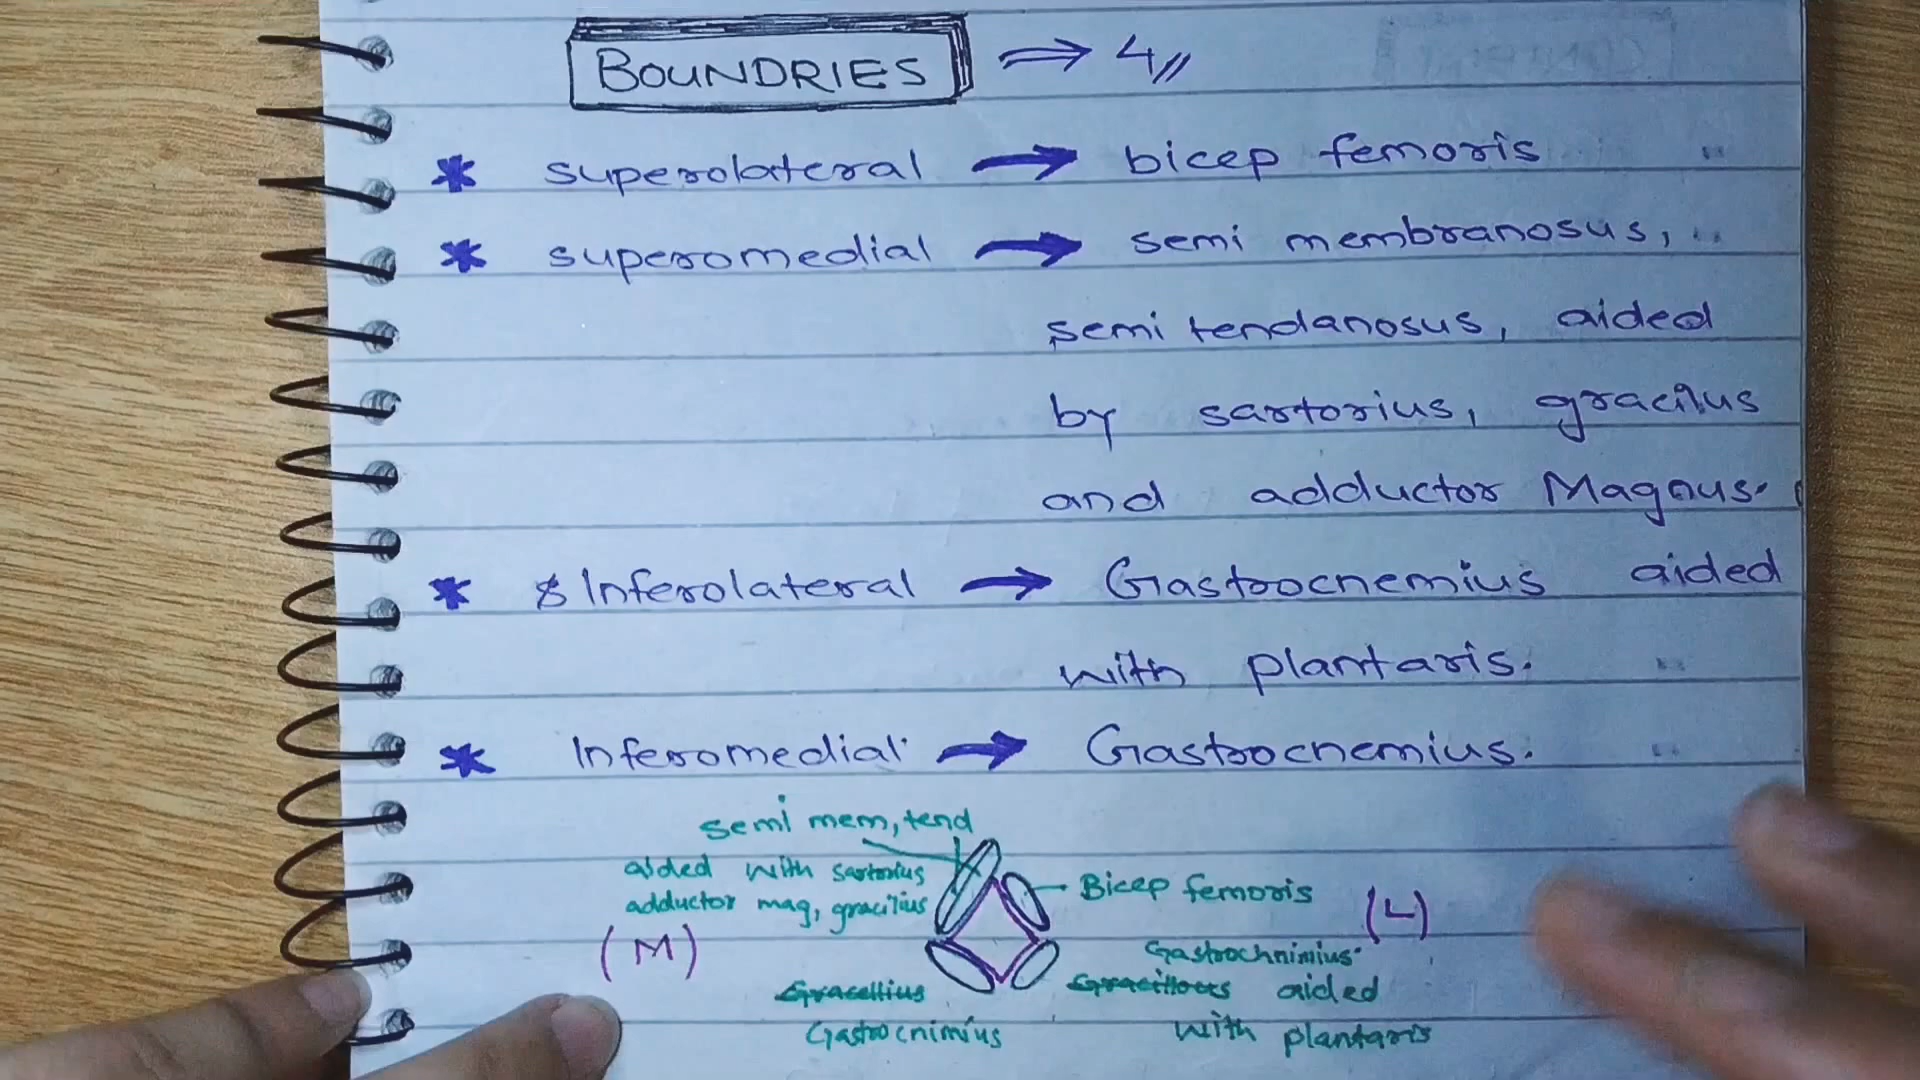 BOUNDRIES ⇒ 4//
* superolateral → bicep femoris
* superomedial → semi membranosus,
semi tendanosus, aided
by sartorius, gracilus
and adductor Magnus.
* Inferolateral → Gastrocnemius aided
with plantaris.
* Inferomedial → Gastrocnemius.
semi mem, tend
aided with sartorius
adductor mag, gracilius
(M)
Bicep femoris
(L)
Gastrochnimius
aided
with plantaris
Gracellius
Gastrocnimius